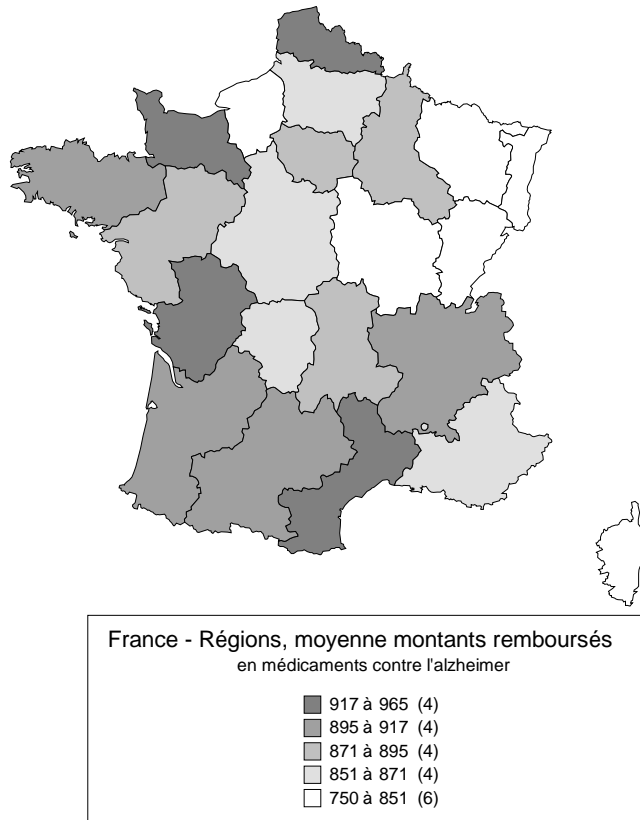 France - Régions, moyenne montants remboursés
en médicaments contre l'alzheimer
917 à 965 (4)
895 à 917 (4)
871 à 895 (4)
851 à 871 (4)
750 à 851 (6)